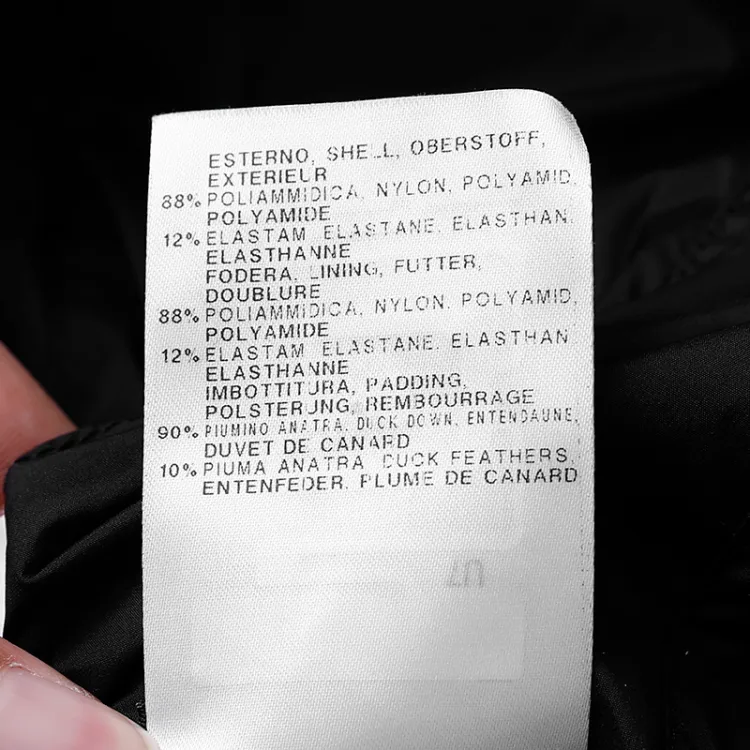 ESTERNO, SHELL, OBERSTOFF,
EXTERIEUR
88% POLIAMMIDICA, NYLON, POLYAMID,
POLYAMIDE
12% ELASTAM ELASTANE, ELASTHAN,
ELASTHANNE
FODERA, LINING, FUTTER,
DOUBLURE
88% POLIAMMIDICA, NYLON, POLYAMID,
POLYAMIDE
12% ELASTAM ELASTANE, ELASTHAN
ELASTHANNE
IMBOTTITURA, PADDING,
POLSTERUNG, REMBOURRAGE
90% PIUMINO ANATRA, DUCK DOWN, ENTENDAUNE,
DUVET DE CANARD
10% PIUMA ANATRA DUCK FEATHERS,
ENTENFEDER, PLUME DE CANARD